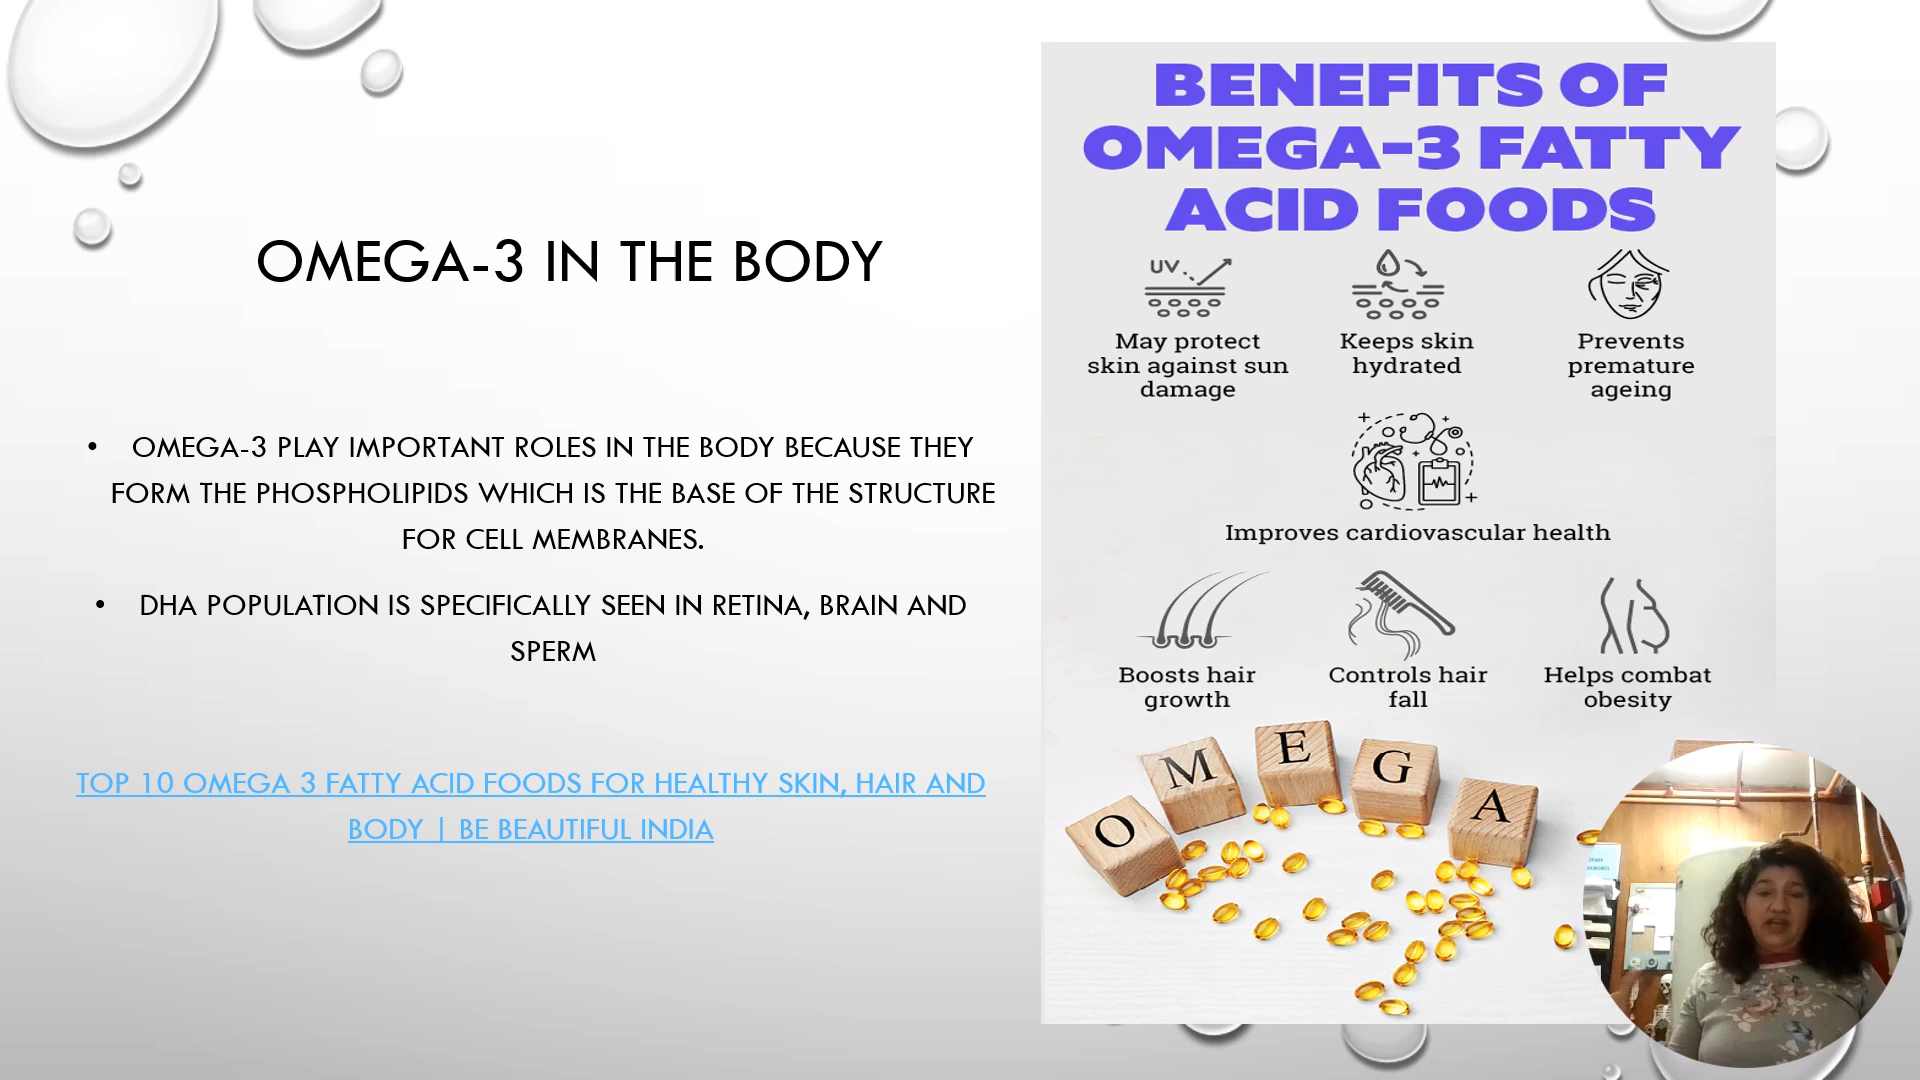 OMEGA-3 IN THE BODY
• OMEGA-3 PLAY IMPORTANT ROLES IN THE BODY BECAUSE THEY
FORM THE PHOSPHOLIPIDS WHICH IS THE BASE OF THE STRUCTURE
FOR CELL MEMBRANES.
• DHA POPULATION IS SPECIFICALLY SEEN IN RETINA, BRAIN AND
SPERM
TOP 10 OMEGA 3 FATTY ACID FOODS FOR HEALTHY SKIN, HAIR AND
BODY | BE BEAUTIFUL INDIA
BENEFITS OF
OMEGA-3 FATTY
ACID FOODS
UV
May protect
skin against sun
damage
Keeps skin
hydrated
Prevents
premature
ageing
Improves cardiovascular health
Boosts hair
growth
Controls hair
fall
Helps combat
obesity
OMEGA